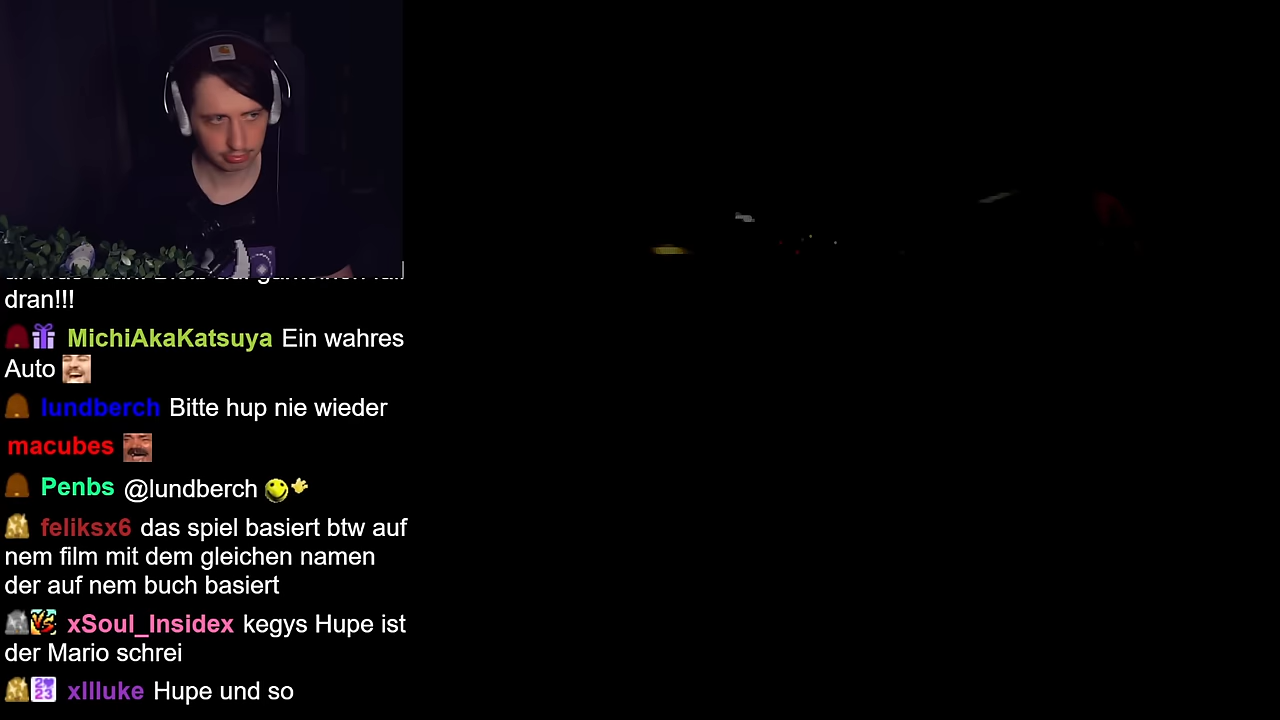 dran!!!
MichiAkaKatsuya Ein wahres
Auto
lundberch Bitte hup nie wieder
macubes
Penbs @lundberch
feliksx6 das spiel basiert btw auf
nem film mit dem gleichen namen
der auf nem buch basiert
xSoul_Insidex kegys Hupe ist
der Mario schrei
xIlluke Hupe und so